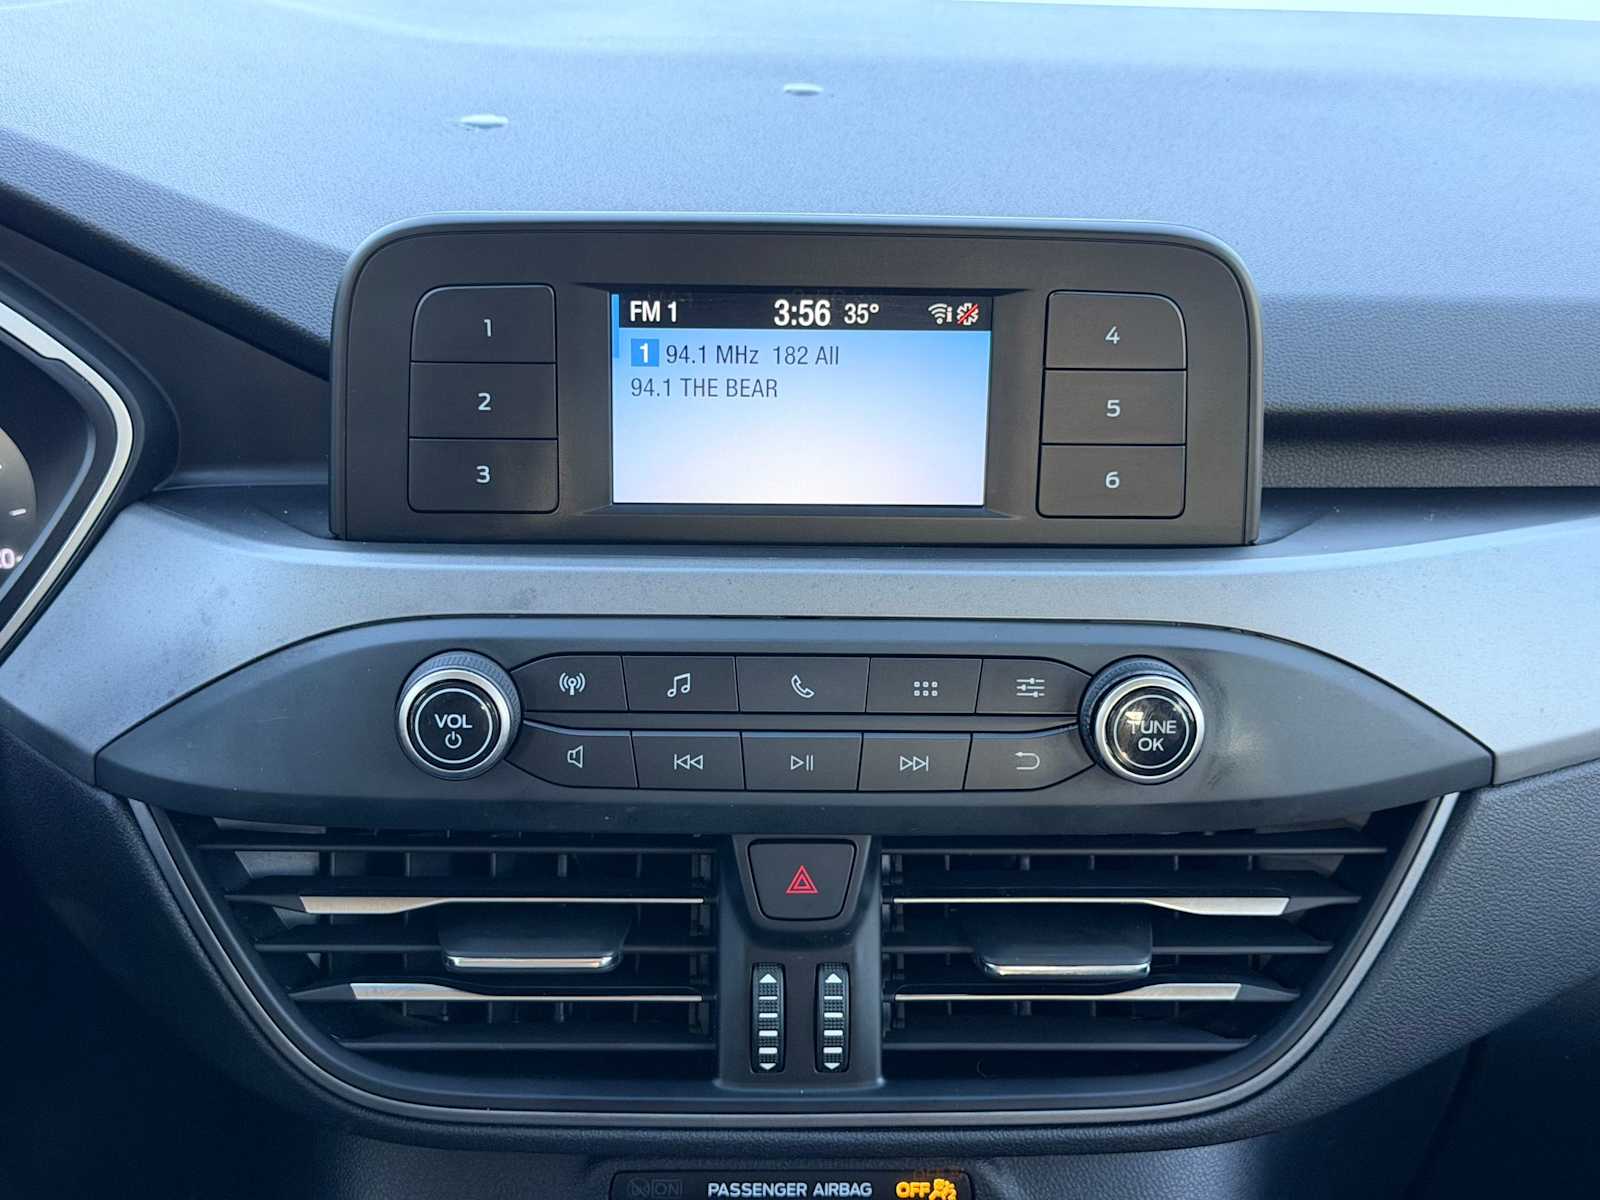 FM 1 3:56 35°
1 94.1 MHz 182 All
94.1 THE BEAR
1
2
3
4
5
6
VOL
TUNE
OK
PASSENGER AIRBAG OFF
ON